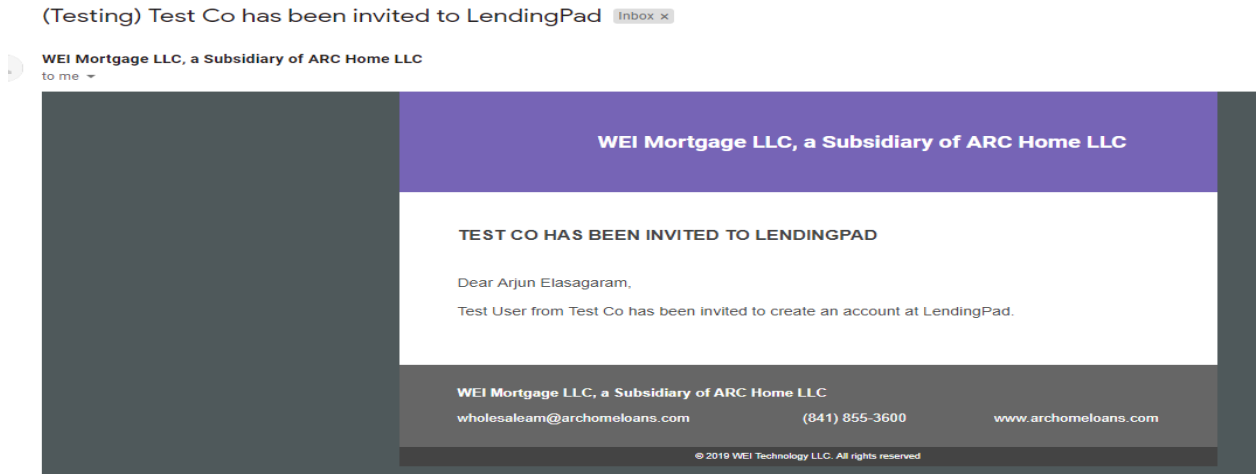 (Testing) Test Co has been invited to LendingPad Inbox x
WEI Mortgage LLC, a Subsidiary of ARC Home LLC
to me
WEI Mortgage LLC, a Subsidiary of ARC Home LLC
TEST CO HAS BEEN INVITED TO LENDINGPAD
Dear Arjun Elasagaram,
Test User from Test Co has been invited to create an account at LendingPad.
WEI Mortgage LLC, a Subsidiary of ARC Home LLC
wholesaleam@archomeloans.com (841) 855-3600 www.archomeloans.com
© 2019 WEI Technology LLC. All rights reserved